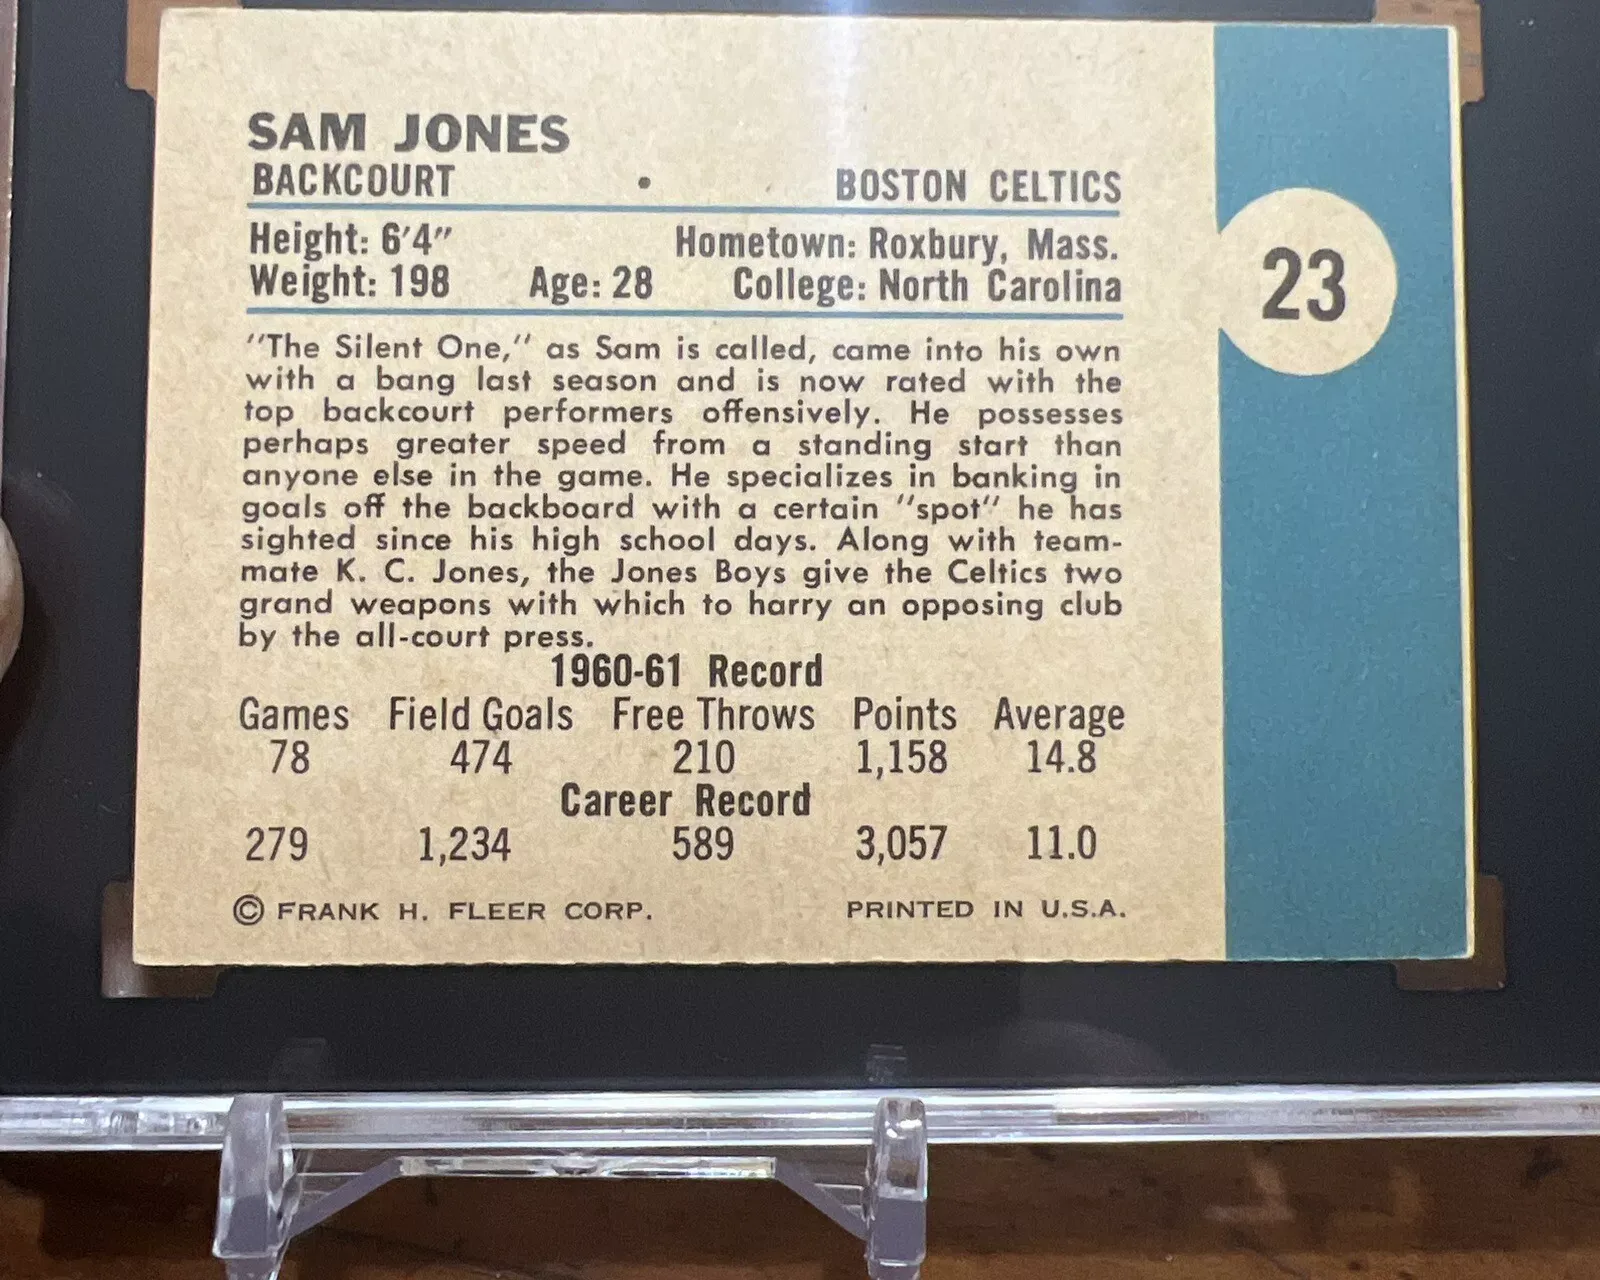 SAM JONES
BACKCOURT • BOSTON CELTICS
Height: 6'4" Hometown: Roxbury, Mass.
Weight: 198 Age: 28 College: North Carolina
23
"The Silent One," as Sam is called, came into his own
with a bang last season and is now rated with the
top backcourt performers offensively. He possesses
perhaps greater speed from a standing start than
anyone else in the game. He specializes in banking in
goals off the backboard with a certain "spot" he has
sighted since his high school days. Along with team-
mate K. C. Jones, the Jones Boys give the Celtics two
grand weapons with which to harry an opposing club
by the all-court press.
1960-61 Record
Games Field Goals Free Throws Points Average
78 474 210 1,158 14.8
Career Record
279 1,234 589 3,057 11.0
© FRANK H. FLEER CORP. PRINTED IN U.S.A.